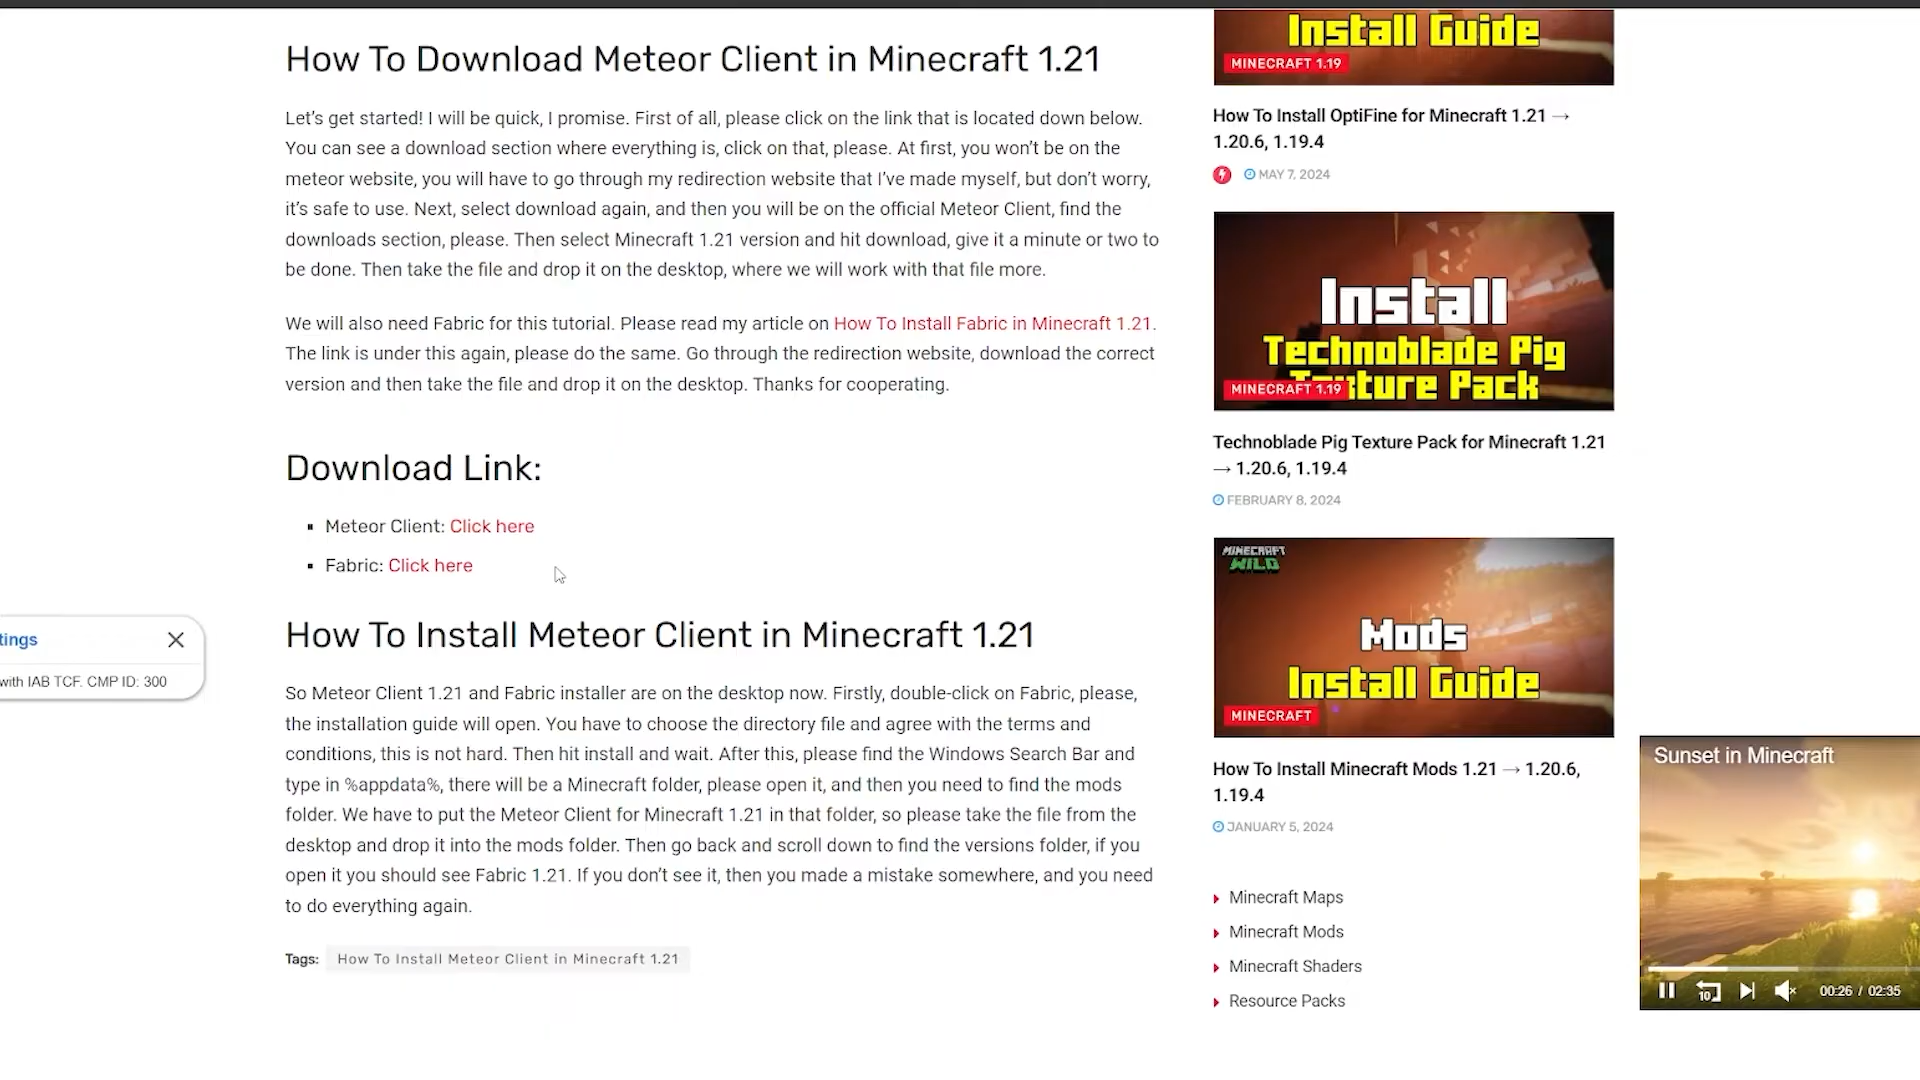 How To Download Meteor Client in Minecraft 1.21
Let’s get started! I will be quick, I promise. First of all, please click on the link that is located down below.
You can see a download section where everything is, click on that, please. At first, you won’t be on the
meteor website, you will have to go through my redirection website that I’ve made myself, but don’t worry,
it’s safe to use. Next, select download again, and then you will be on the official Meteor Client, find the
downloads section, please. Then select Minecraft 1.21 version and hit download, give it a minute or two to
be done. Then take the file and drop it on the desktop, where we will work with that file more.
We will also need Fabric for this tutorial. Please read my article on How To Install Fabric in Minecraft 1.21.
The link is under this again, please do the same. Go through the redirection website, download the correct
version and then take the file and drop it on the desktop. Thanks for cooperating.
Download Link:
Meteor Client: Click here
Fabric: Click here
How To Install Meteor Client in Minecraft 1.21
So Meteor Client 1.21 and Fabric installer are on the desktop now. Firstly, double-click on Fabric, please,
the installation guide will open. You have to choose the directory file and agree with the terms and
conditions, this is not hard. Then hit install and wait. After this, please find the Windows Search Bar and
type in %appdata%, there will be a Minecraft folder, please open it, and then you need to find the mods
folder. We have to put the Meteor Client for Minecraft 1.21 in that folder, so please take the file from the
desktop and drop it into the mods folder. Then go back and scroll down to find the versions folder, if you
open it you should see Fabric 1.21. If you don’t see it, then you made a mistake somewhere, and you need
to do everything again.
Tags: How To Install Meteor Client in Minecraft 1.21
tings
with IAB TCF. CMP ID: 300
Install Guide
MINECRAFT 1.19
How To Install OptiFine for Minecraft 1.21 →
1.20.6, 1.19.4
MAY 7, 2024
Install
Technoblade Pig
Texture Pack
MINECRAFT 1.19
Technoblade Pig Texture Pack for Minecraft 1.21
→ 1.20.6, 1.19.4
FEBRUARY 8, 2024
MINECRAFT
WILD
Mods
Install Guide
MINECRAFT
How To Install Minecraft Mods 1.21 → 1.20.6,
1.19.4
JANUARY 5, 2024
Minecraft Maps
Minecraft Mods
Minecraft Shaders
Resource Packs
Sunset in Minecraft
10
00:26 / 02:35